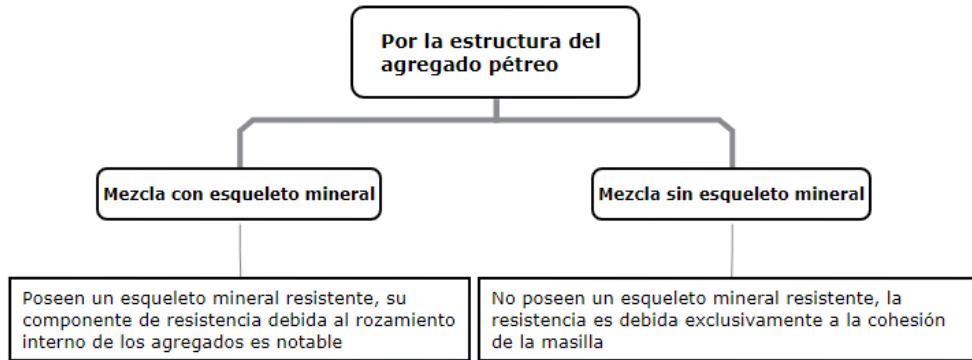 Por la estructura del
agregado pétreo
Mezcla con esqueleto mineral
Mezcla sin esqueleto mineral
Poseen un esqueleto mineral resistente, su
componente de resistencia debida al rozamiento
interno de los agregados es notable
No poseen un esqueleto mineral resistente, la
resistencia es debida exclusivamente a la cohesión
de la masilla